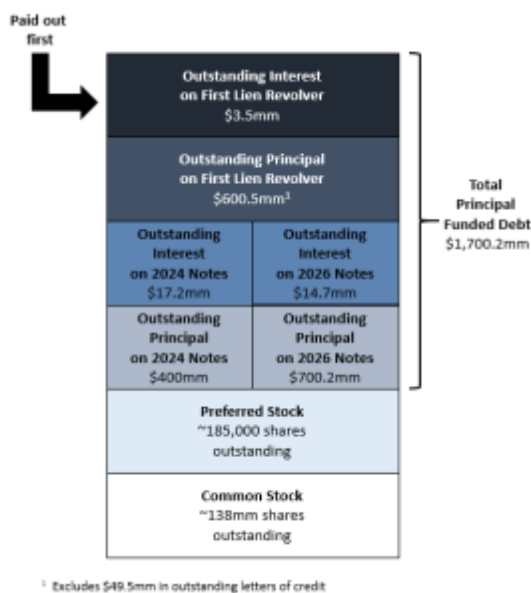 Paid out
first
Outstanding Interest
on First Lien Revolver
$3.5mm
Outstanding Principal
on First Lien Revolver
$600.5mm¹
Outstanding
Interest
on 2024 Notes
$17.2mm
Outstanding
Interest
on 2026 Notes
$14.7mm
Outstanding
Principal
on 2024 Notes
$400mm
Outstanding
Principal
on 2026 Notes
$700.2mm
Total
Principal
Funded Debt
$1,700.2mm
Preferred Stock
~185,000 shares
outstanding
Common Stock
~138mm shares
outstanding
¹ Excludes $49.5mm in outstanding letters of credit